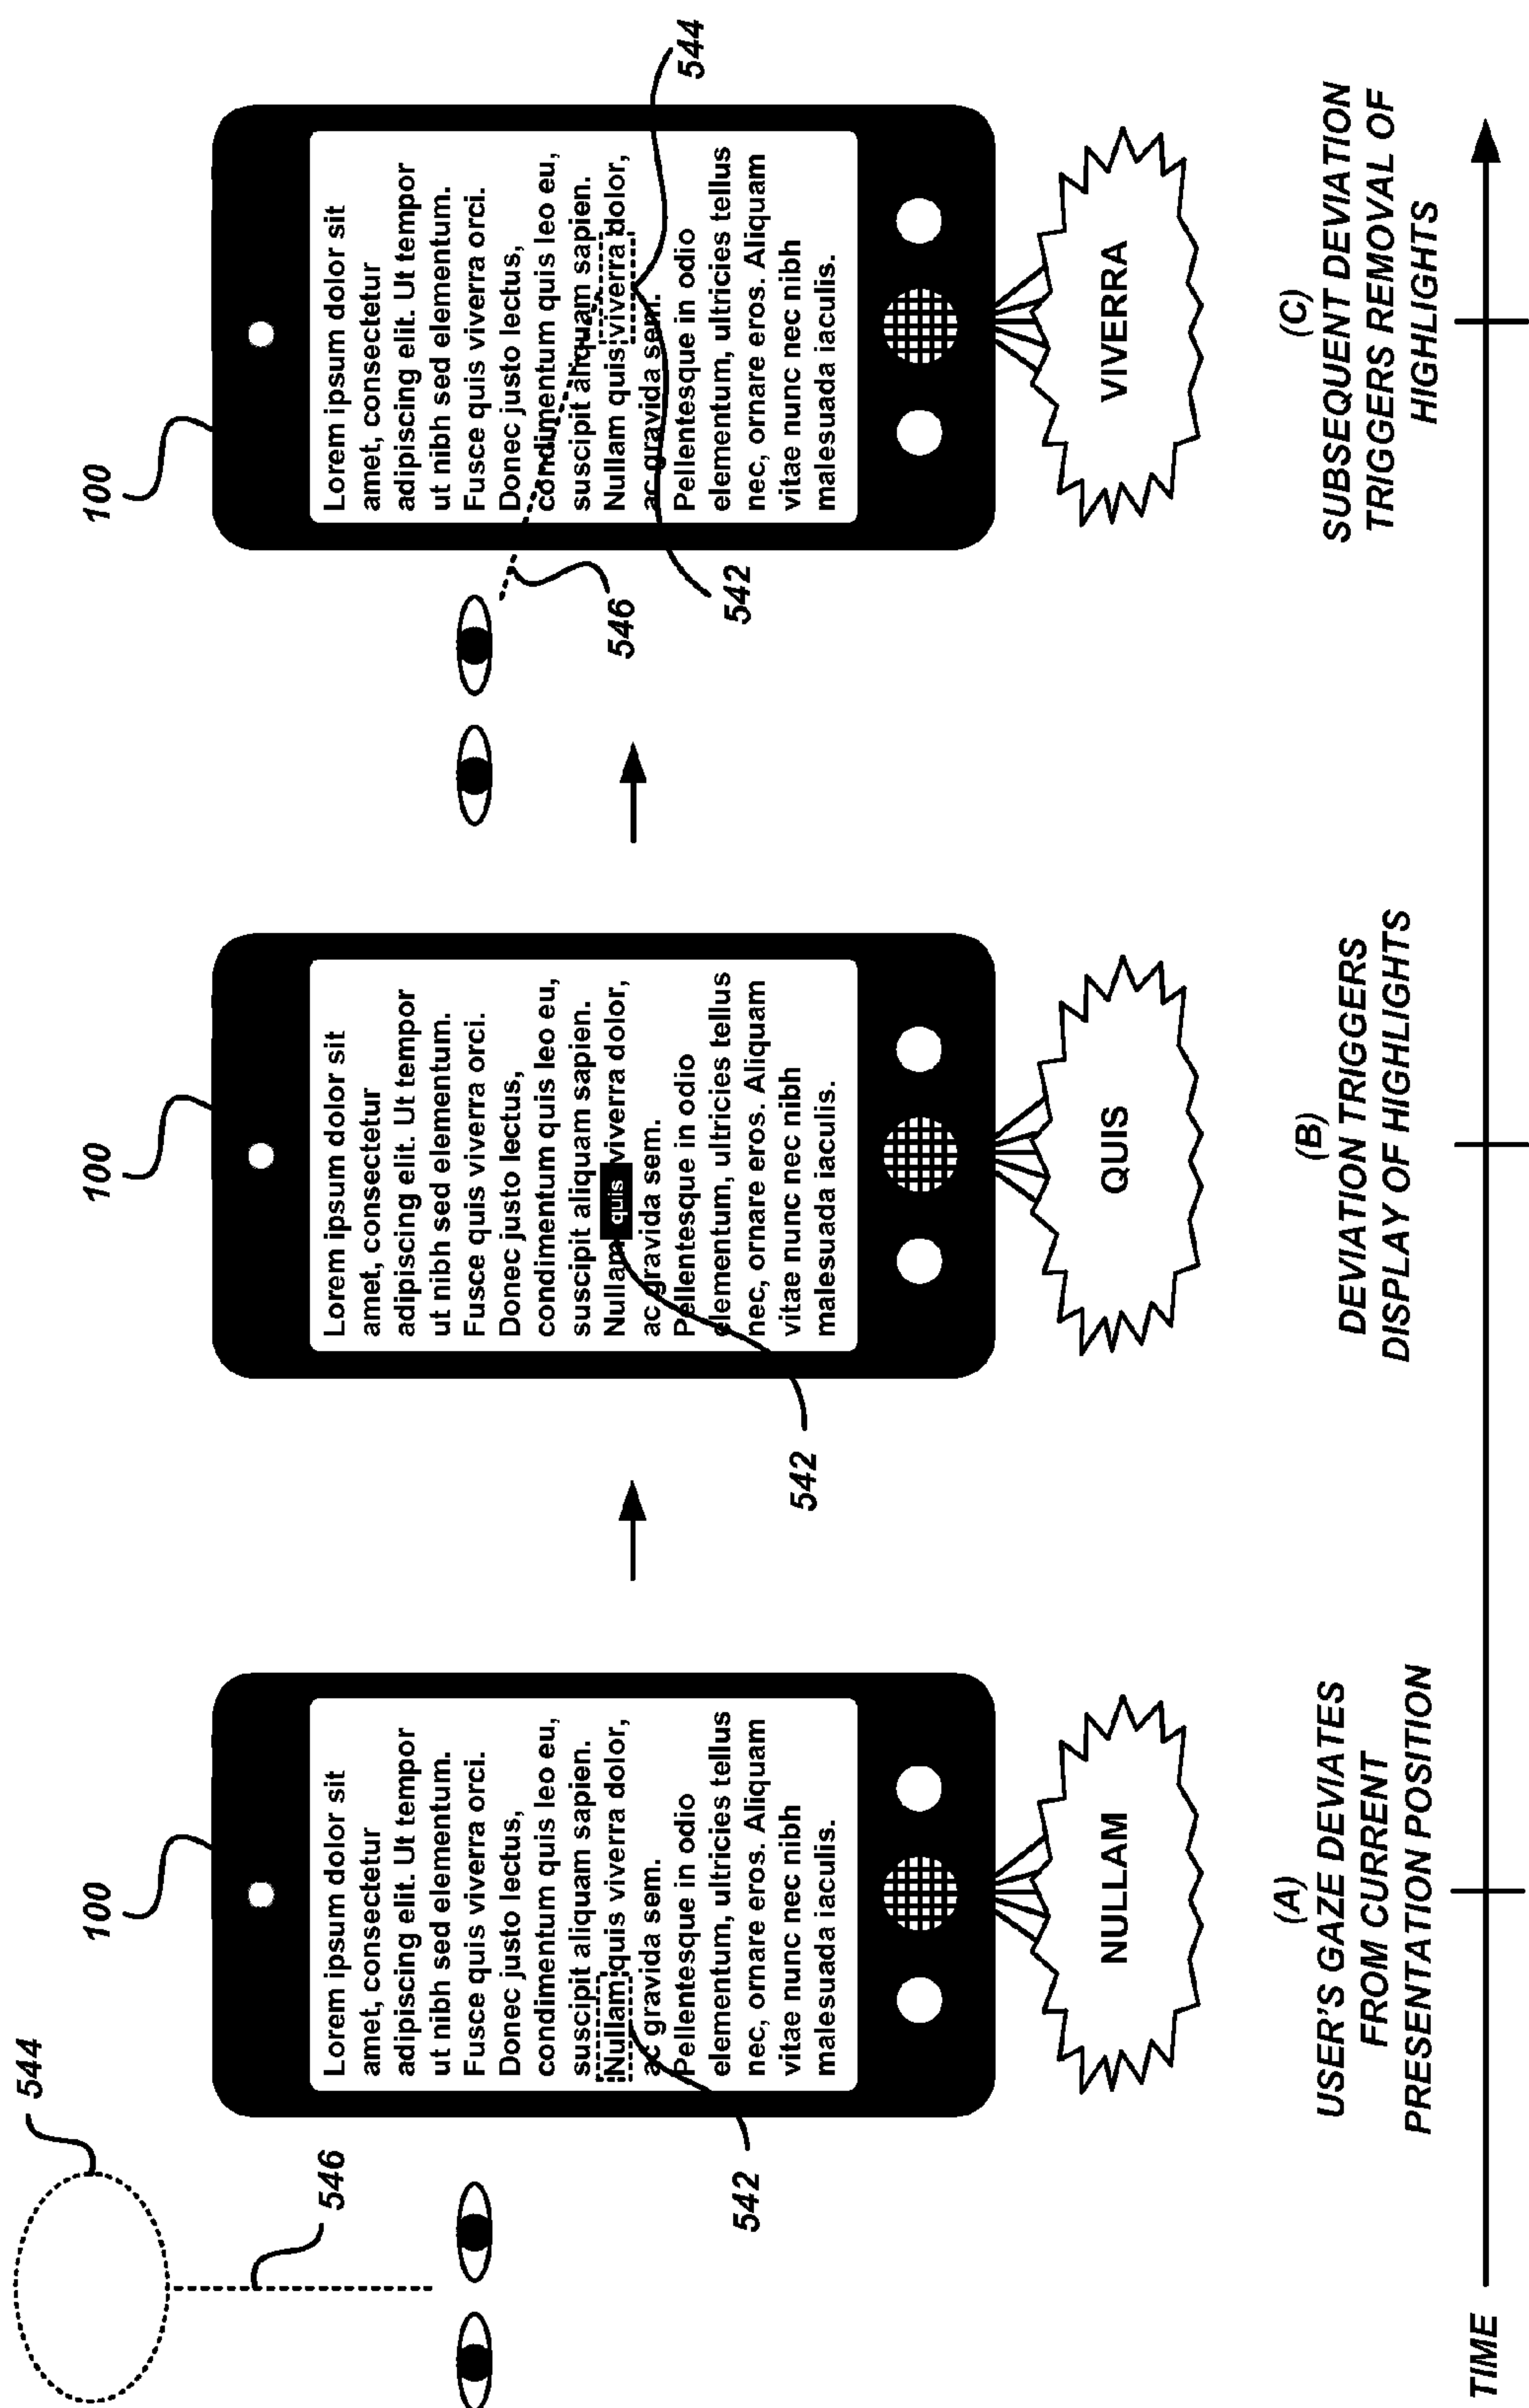 544
546
100
Lorem ipsum dolor sit
amet, consectetur
adipiscing elit. Ut tempor
ut nibh sed elementum.
Fusce quis viverra orci.
Donec justo lectus,
condimentum quis leo eu,
suscipit aliquam sapien.
Nullam quis viverra dolor,
ac gravida sem.
Pellentesque in odio
elementum, ultricies tellus
nec, ornare eros. Aliquam
vitae nunc nec nibh
malesuada iaculis.
542
NULLAM
(A)
USER'S GAZE DEVIATES
FROM CURRENT
PRESENTATION POSITION
100
Lorem ipsum dolor sit
amet, consectetur
adipiscing elit. Ut tempor
ut nibh sed elementum.
Fusce quis viverra orci.
Donec justo lectus,
condimentum quis leo eu,
suscipit aliquam sapien.
Nullam quis viverra dolor,
ac gravida sem.
Pellentesque in odio
elementum, ultricies tellus
nec, ornare eros. Aliquam
vitae nunc nec nibh
malesuada iaculis.
542
QUIS
(B)
DEVIATION TRIGGERS
DISPLAY OF HIGHLIGHTS
100
Lorem ipsum dolor sit
amet, consectetur
adipiscing elit. Ut tempor
ut nibh sed elementum.
Fusce quis viverra orci.
Donec justo lectus,
condimentum quis leo eu,
suscipit aliquam sapien.
Nullam quis viverra dolor,
ac gravida sem.
Pellentesque in odio
elementum, ultricies tellus
nec, ornare eros. Aliquam
vitae nunc nec nibh
malesuada iaculis.
546
542
544
VIVERRA
(C)
SUBSEQUENT DEVIATION
TRIGGERS REMOVAL OF
HIGHLIGHTS
TIME